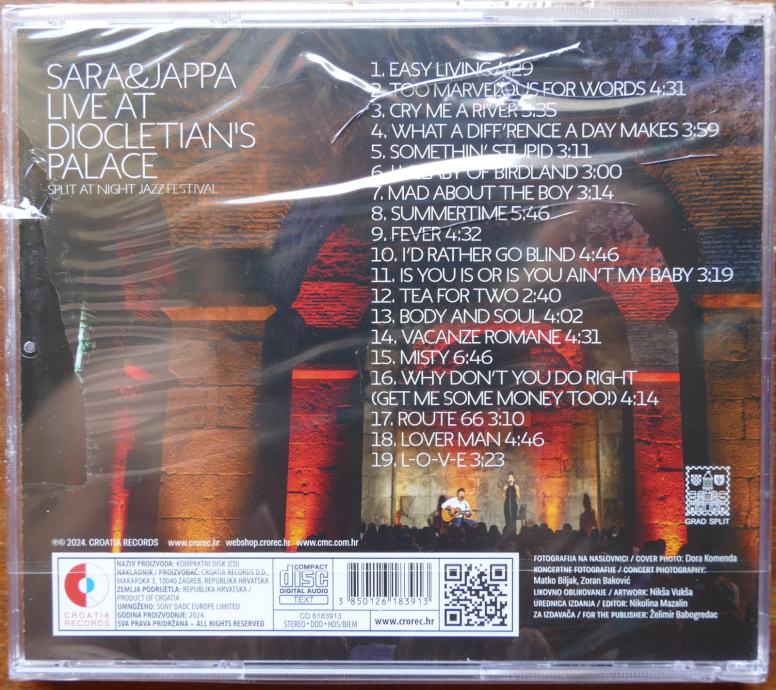 SARA&JAPPA
LIVE AT
DIOCLETIAN'S
PALACE
SPLIT AT NIGHT JAZZ FESTIVAL
1. EASY LIVING 4:29
2. TOO MARVELOUS FOR WORDS 4:31
3. CRY ME A RIVER 3:35
4. WHAT A DIFF'RENCE A DAY MAKES 3:59
5. SOMETHIN' STUPID 3:11
6. LULLABY OF BIRDLAND 3:00
7. MAD ABOUT THE BOY 3:14
8. SUMMERTIME 5:46
9. FEVER 4:32
10. I'D RATHER GO BLIND 4:46
11. IS YOU IS OR IS YOU AIN'T MY BABY 3:19
12. TEA FOR TWO 2:40
13. BODY AND SOUL 4:02
14. VACANZE ROMANE 4:31
15. MISTY 6:46
16. WHY DON'T YOU DO RIGHT
(GET ME SOME MONEY TOO!) 4:14
17. ROUTE 66 3:10
18. LOVER MAN 4:46
19. L-O-V-E 3:23
GRAD SPLIT
℗© 2024. CROATIA RECORDS www.crorec.hr webshop.crorec.hr www.cmc.com.hr
CROATIA
RECORDS
NAZIV PROIZVODA: KOMPAKTNI DISK (CD)
NAKLADNIK / PROIZVOĐAČ: CROATIA RECORDS D.D.,
MAKARSKA 3, 10040 ZAGREB, REPUBLIKA HRVATSKA
ZEMLJA PODRIJETLA: REPUBLIKA HRVATSKA /
PRODUCT OF CROATIA
UMNOŽENO: SONY DADC EUROPE LIMITED
GODINA PROIZVODNJE: 2024.
SVA PRAVA PRIDRŽANA – ALL RIGHTS RESERVED
COMPACT
disc
DIGITAL AUDIO
TEXT
CD 6183913
STEREO•DDD•HDS/BIEM
3 850126 183913
www.crorec.hr
FOTOGRAFIJA NA NASLOVNICI / COVER PHOTO: Dora Komenda
KONCERTNE FOTOGRAFIJE / CONCERT PHOTOGRAPHY:
Matko Biljak, Zoran Baković
LIKOVNO OBLIKOVANJE / ARTWORK: Nikša Vukša
UREDNICA IZDANJA / EDITOR: Nikolina Mazalin
ZA IZDAVAČA / FOR THE PUBLISHER: Želimir Babogredac